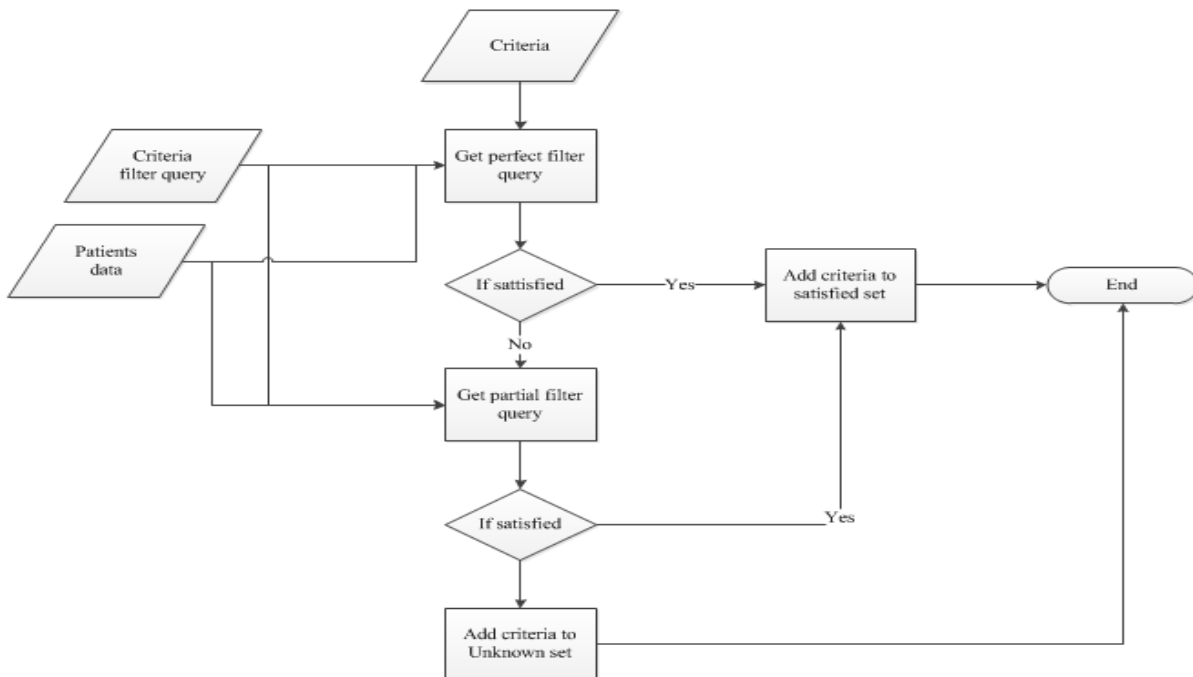 Criteria
Criteria
filter query
Get perfect filter
query
Patients
data
If sattisfied
Yes
Add criteria to
satisfied set
End
No
Get partial filter
query
If satisfied
Yes
Add criteria to
Unknown set